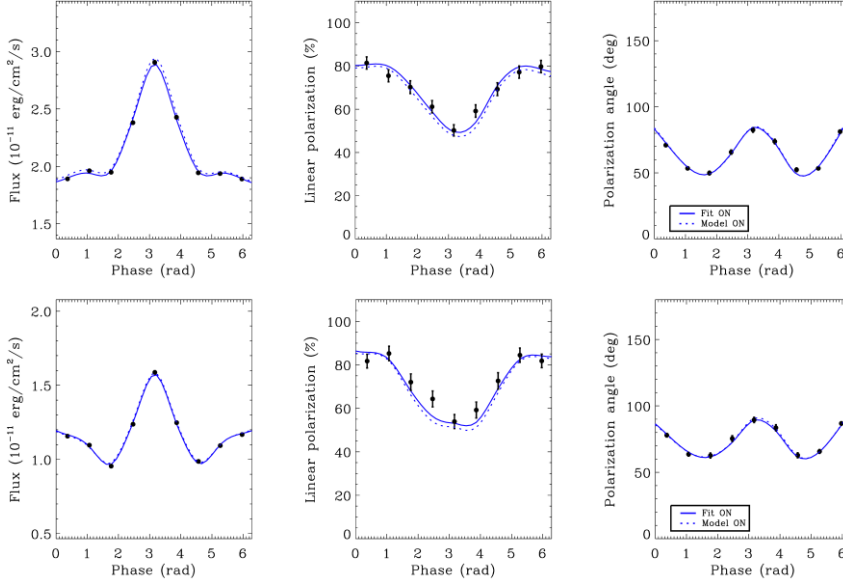 3.0
2.5
2.0
1.5
Flux (10⁻¹¹ erg/cm²/s)
0 1 2 3 4 5 6
Phase (rad)
100
80
60
40
20
0
Linear polarization (%)
0 1 2 3 4 5 6
Phase (rad)
150
100
50
0
Polarization angle (deg)
Fit ON
Model ON
0 1 2 3 4 5 6
Phase (rad)
2.0
1.5
1.0
0.5
Flux (10⁻¹¹ erg/cm²/s)
0 1 2 3 4 5 6
Phase (rad)
100
80
60
40
20
0
Linear polarization (%)
0 1 2 3 4 5 6
Phase (rad)
150
100
50
0
Polarization angle (deg)
Fit ON
Model ON
0 1 2 3 4 5 6
Phase (rad)